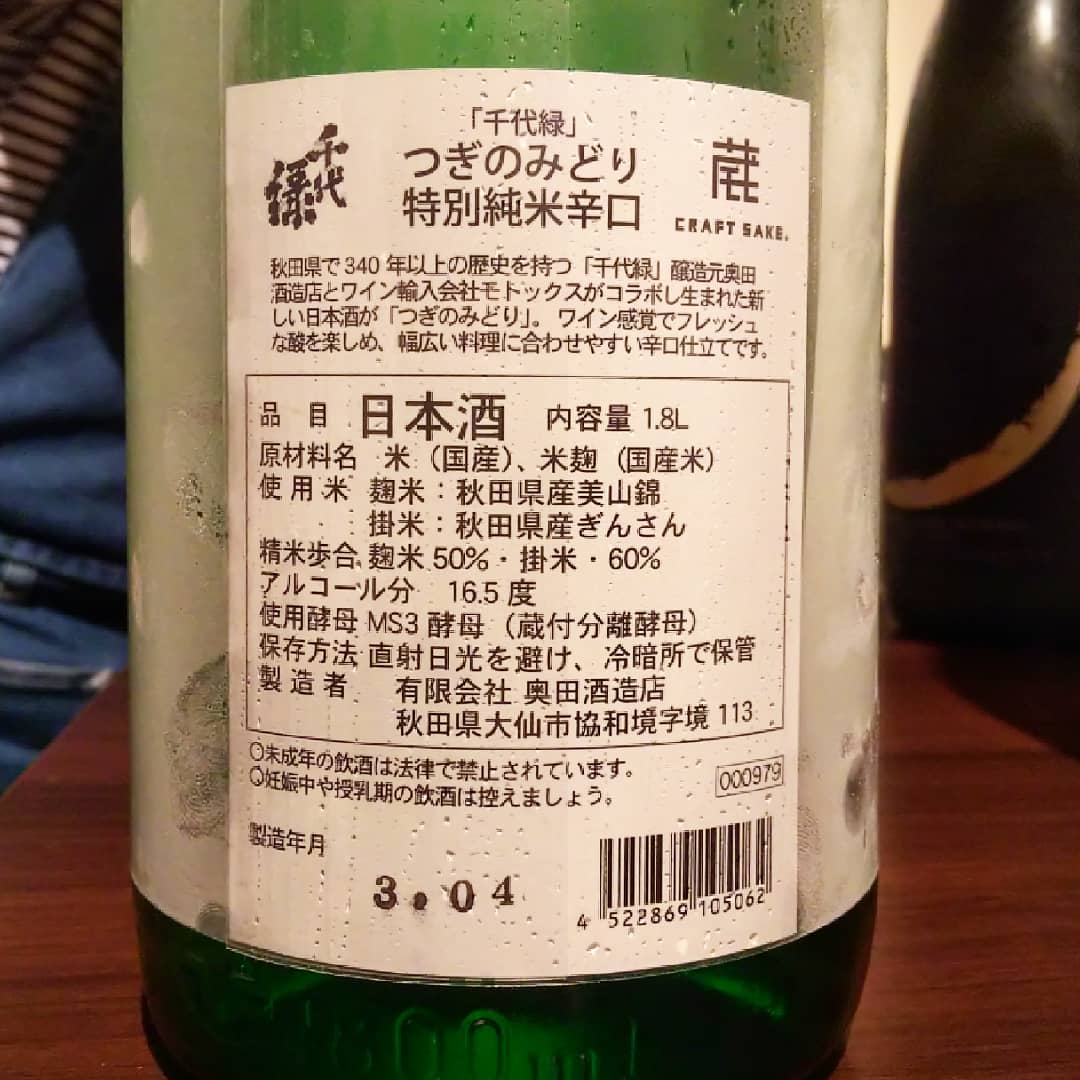 「千代緑」
千代緑
つぎのみどり
特別純米辛口
蔵
CRAFT SAKE.
秋田県で340年以上の歴史を持つ「千代緑」醸造元奥田
酒造店とワイン輸入会社モトックスがコラボし生まれた新
しい日本酒が「つぎのみどり」。ワイン感覚でフレッシュ
な酸を楽しめ、幅広い料理に合わせやすい辛口仕立てです。
品目 日本酒 内容量 1.8L
原材料名 米（国産）、米麹（国産米）
使用米 麹米：秋田県産美山錦
掛米：秋田県産ぎんさん
精米歩合 麹米50%・掛米・60%
アルコール分 16.5度
使用酵母 MS3酵母（蔵付分離酵母）
保存方法 直射日光を避け、冷暗所で保管
製造者 有限会社 奥田酒造店
秋田県大仙市協和境字境113
○未成年の飲酒は法律で禁止されています。
○妊娠中や授乳期の飲酒は控えましょう。
000979
製造年月
3.04
4 522869 105062